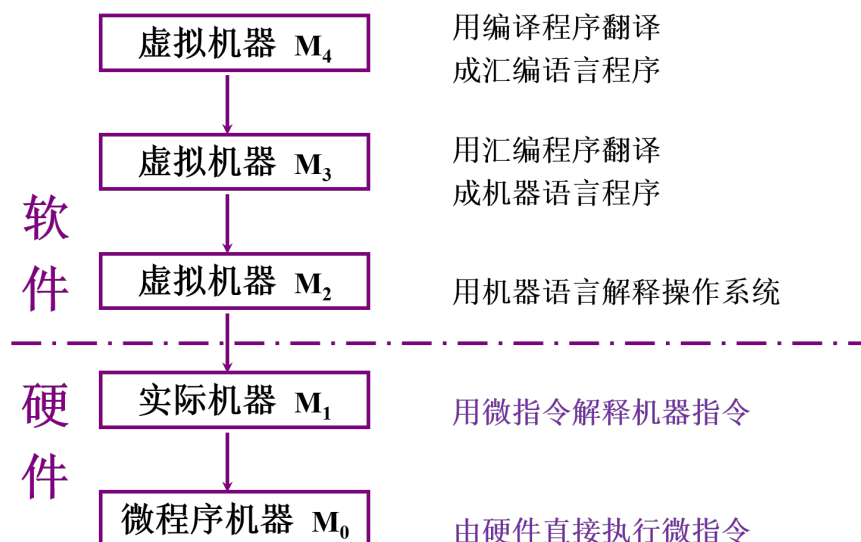 虚拟机器 M4
用编译程序翻译
成汇编语言程序
虚拟机器 M3
用汇编程序翻译
成机器语言程序
软件
虚拟机器 M2
用机器语言解释操作系统
硬件
实际机器 M1
用微指令解释机器指令
微程序机器 M0
由硬件直接执行微指令